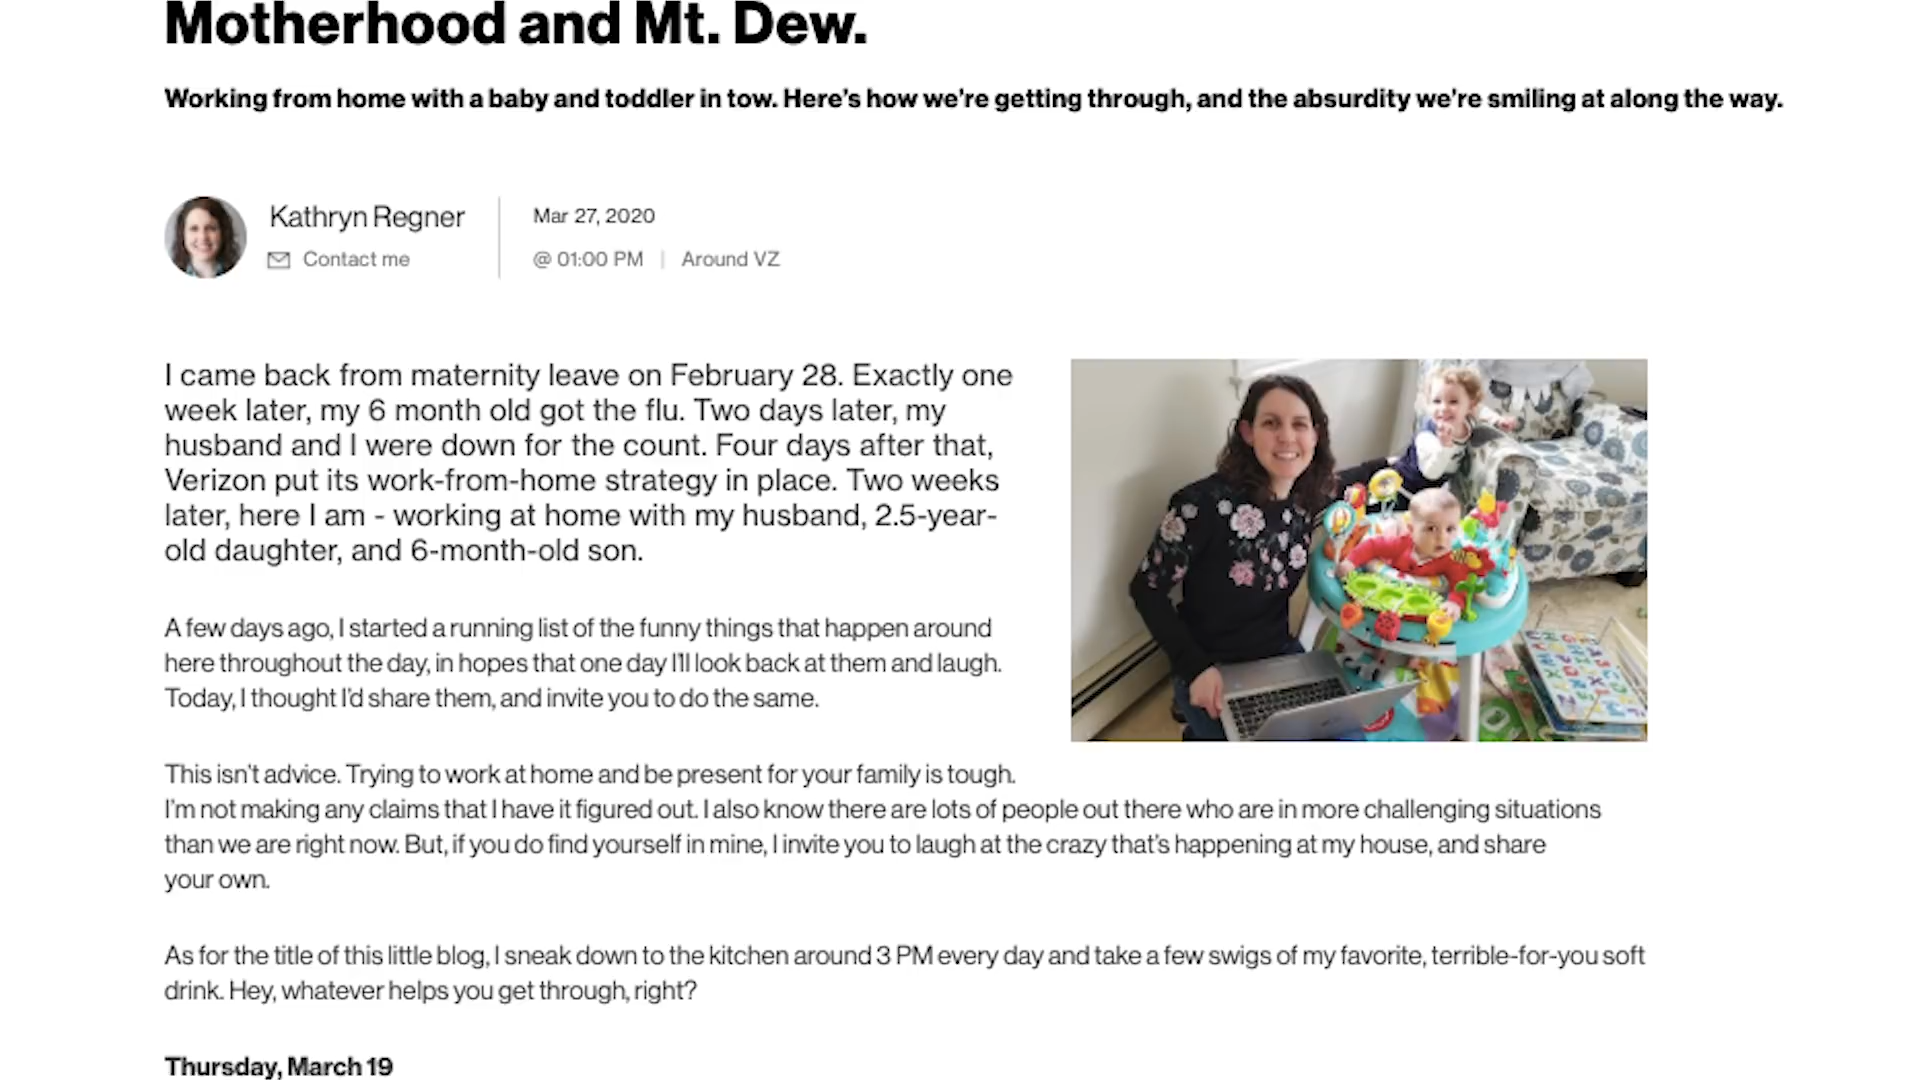 Motherhood and Mt. Dew.
Working from home with a baby and toddler in tow. Here's how we're getting through, and the absurdity we're smiling at along the way.
Kathryn Regner
Contact me
Mar 27, 2020
@ 01:00 PM | Around VZ
I came back from maternity leave on February 28. Exactly one
week later, my 6 month old got the flu. Two days later, my
husband and I were down for the count. Four days after that,
Verizon put its work-from-home strategy in place. Two weeks
later, here I am - working at home with my husband, 2.5-year-
old daughter, and 6-month-old son.
A few days ago, I started a running list of the funny things that happen around
here throughout the day, in hopes that one day I'll look back at them and laugh.
Today, I thought I'd share them, and invite you to do the same.
This isn't advice. Trying to work at home and be present for your family is tough.
I'm not making any claims that I have it figured out. I also know there are lots of people out there who are in more challenging situations
than we are right now. But, if you do find yourself in mine, I invite you to laugh at the crazy that's happening at my house, and share
your own.
As for the title of this little blog, I sneak down to the kitchen around 3 PM every day and take a few swigs of my favorite, terrible-for-you soft
drink. Hey, whatever helps you get through, right?
Thursday, March 19